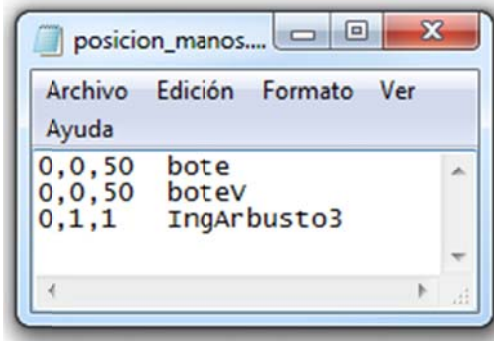 posicion_manos....
Archivo Edición Formato Ver
Ayuda
0,0,50 bote
0,0,50 boteV
0,1,1 IngArbusto3